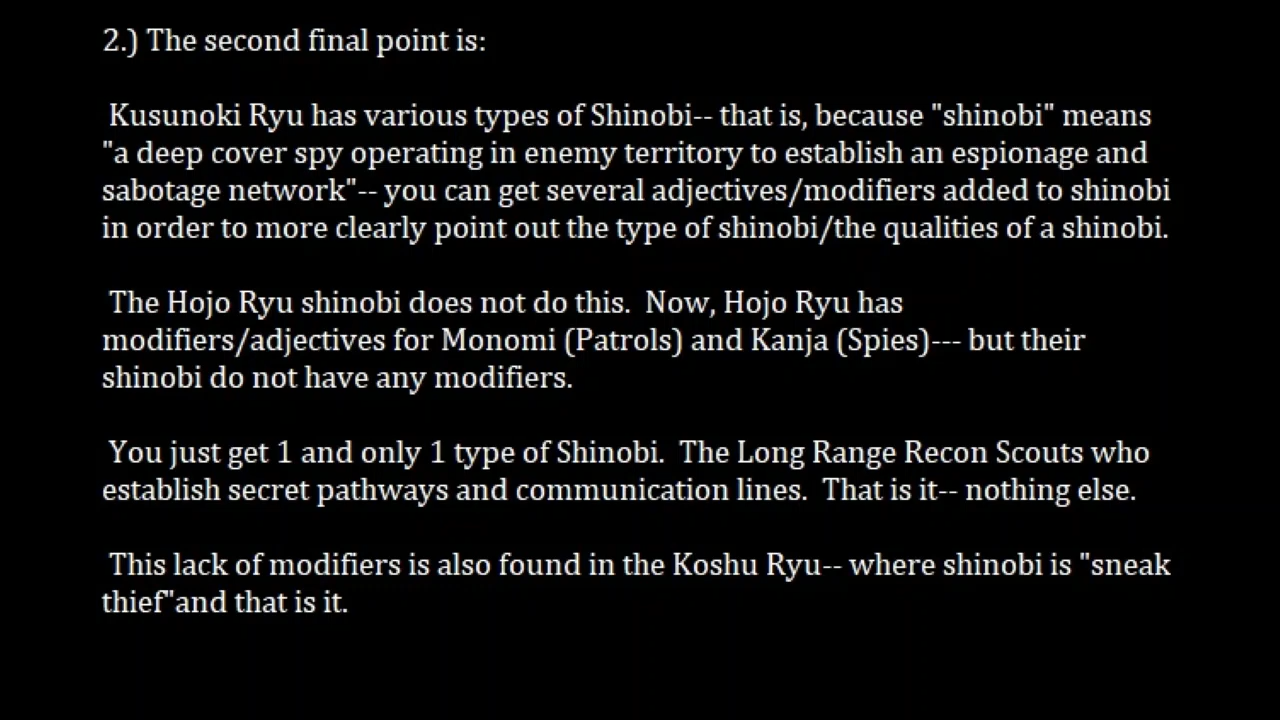 2.) The second final point is:
Kusunoki Ryu has various types of Shinobi-- that is, because "shinobi" means
"a deep cover spy operating in enemy territory to establish an espionage and
sabotage network"-- you can get several adjectives/modifiers added to shinobi
in order to more clearly point out the type of shinobi/the qualities of a shinobi.
The Hojo Ryu shinobi does not do this.  Now, Hojo Ryu has
modifiers/adjectives for Monomi (Patrols) and Kanja (Spies)--- but their
shinobi do not have any modifiers.
You just get 1 and only 1 type of Shinobi.  The Long Range Recon Scouts who
establish secret pathways and communication lines.  That is it-- nothing else.
This lack of modifiers is also found in the Koshu Ryu-- where shinobi is "sneak
thief"and that is it.